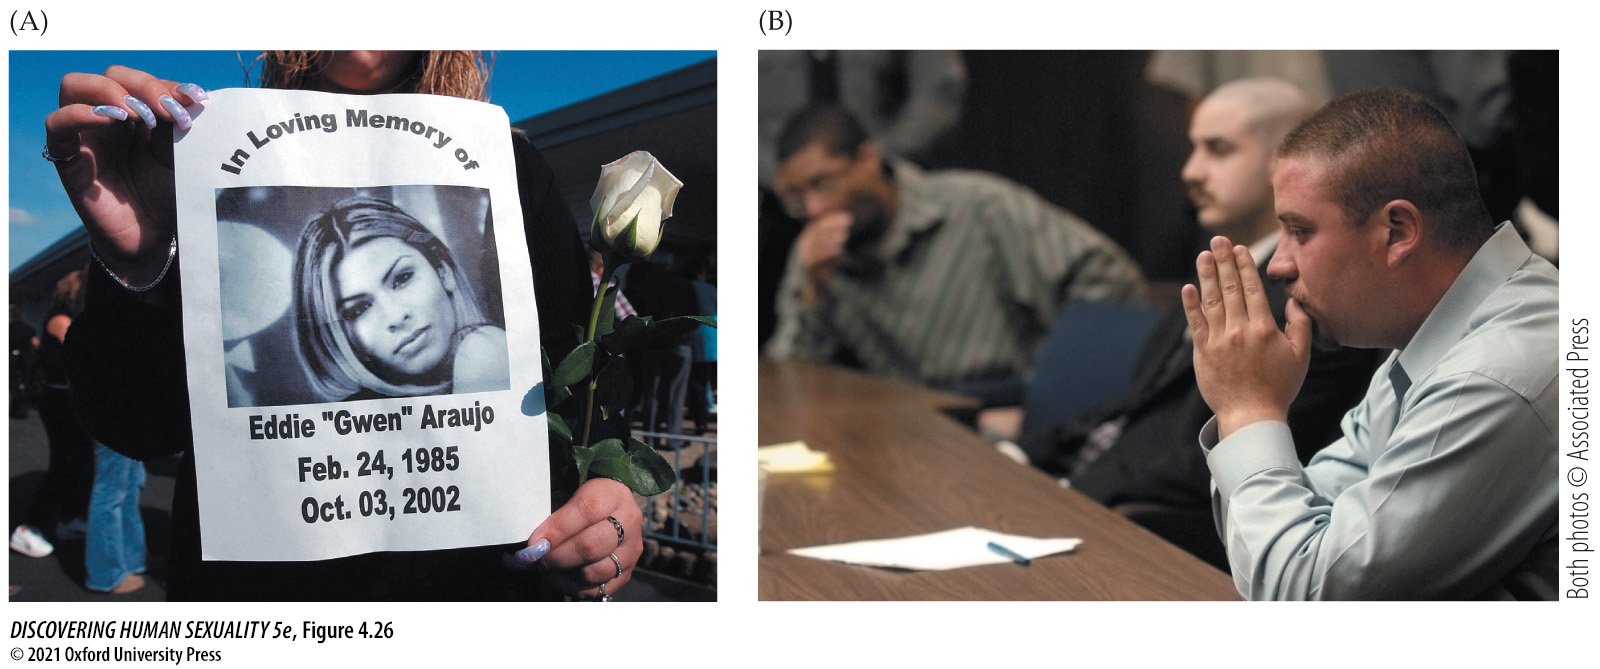 (A)
(B)
In Loving Memory of
Eddie "Gwen" Araujo
Feb. 24, 1985
Oct. 03, 2002
Both photos © Associated Press
DISCOVERING HUMAN SEXUALITY 5e, Figure 4.26
© 2021 Oxford University Press